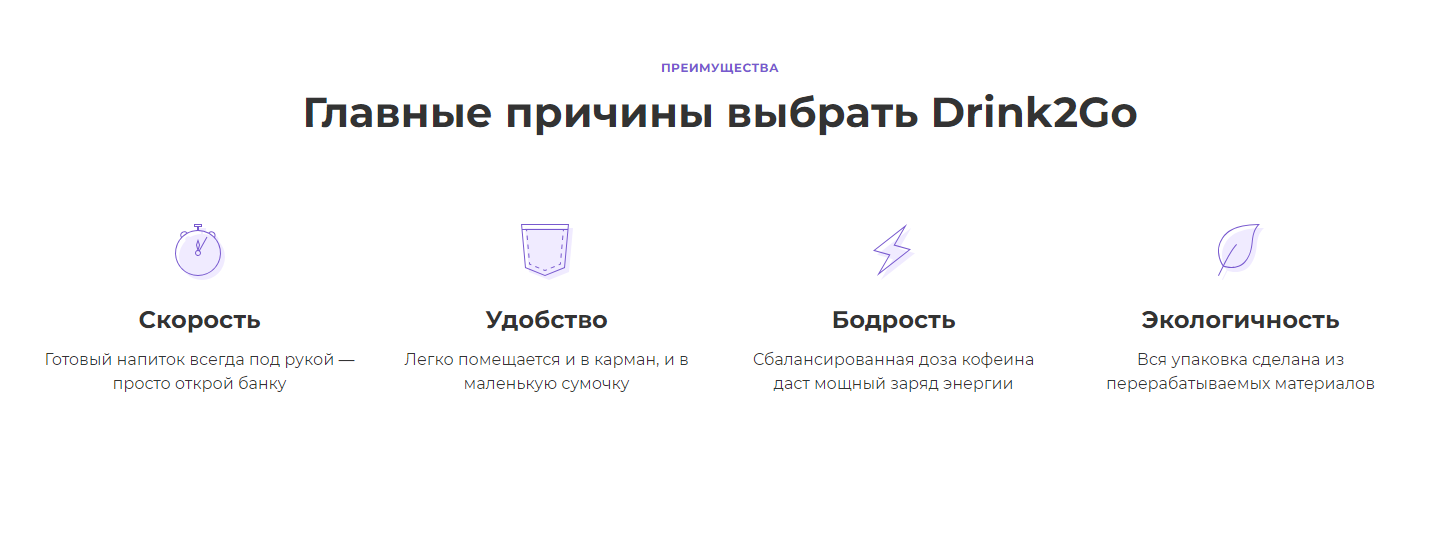 ПРЕИМУЩЕСТВА
Главные причины выбрать Drink2Go
Скорость
Готовый напиток всегда под рукой —
просто открой банку
Удобство
Легко помещается и в карман, и в
маленькую сумочку
Бодрость
Сбалансированная доза кофеина
даст мощный заряд энергии
Экологичность
Вся упаковка сделана из
перерабатываемых материалов